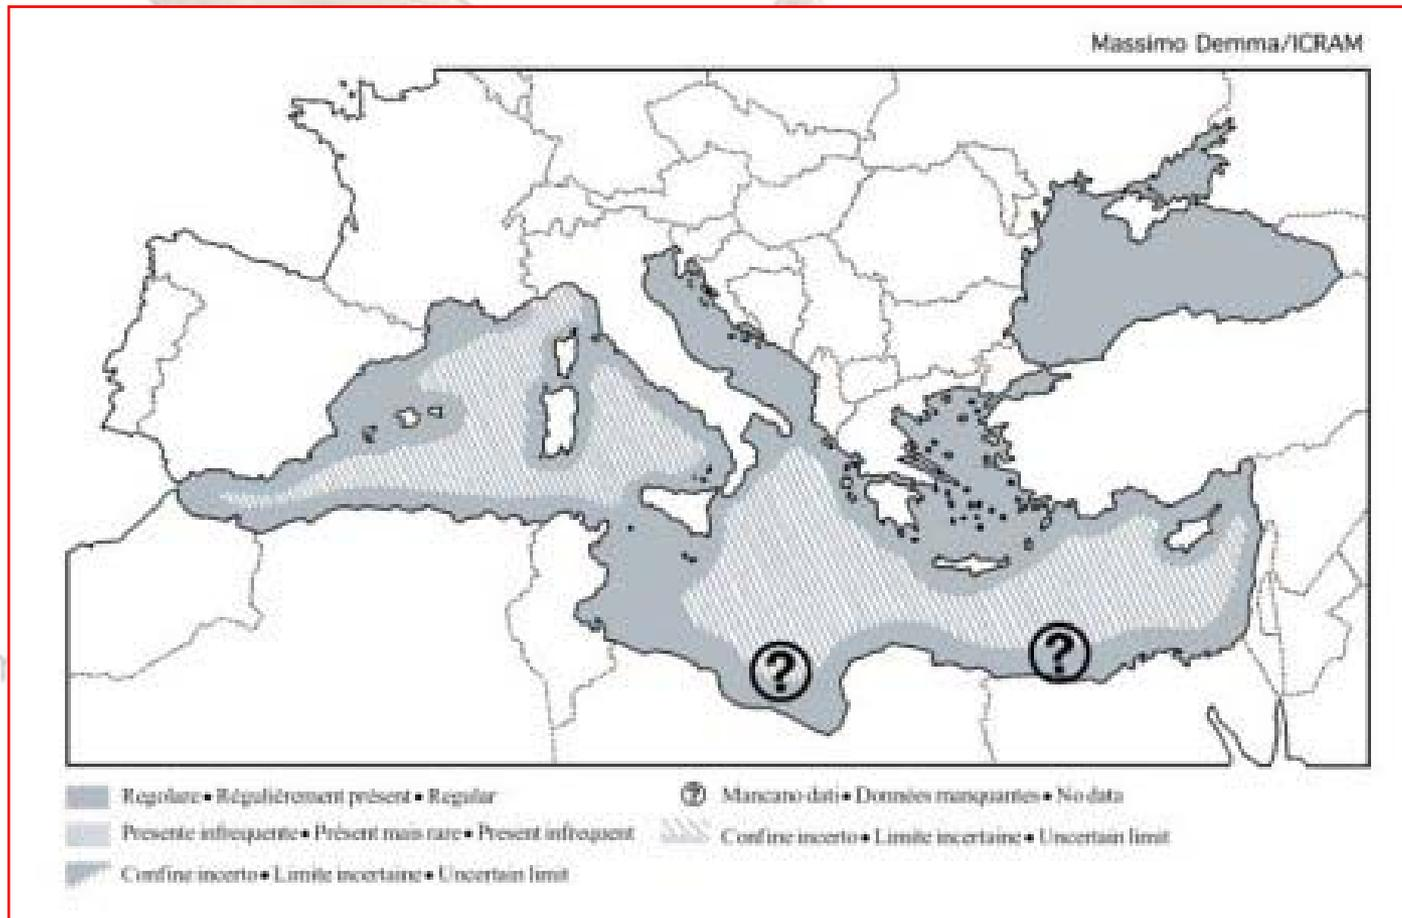 Massimo Demma/ICRAM
?
?
Regolare • Régulièrement présent • Regular
? Mancano dati • Données manquantes • No data
Presente infrequente • Présent mais rare • Present infrequent
Confine incerto • Limite incertaine • Uncertain limit
Confine incerto • Limite incertaine • Uncertain limit